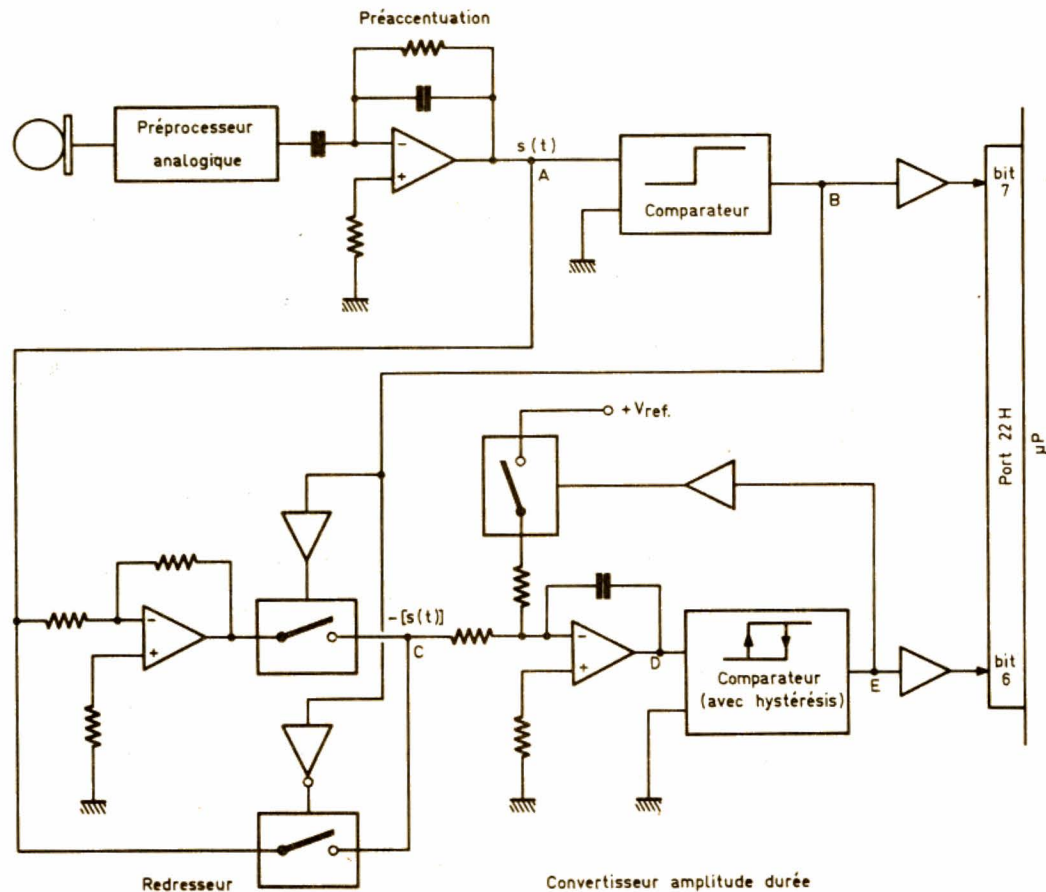 Préaccentuation
Préprocesseur
analogique
−
+
s(t)
A
Comparateur
B
bit
7
+Vref.
Port 22 H
µP
−
+
−[s(t)]
C
−
+
D
Comparateur
(avec hystérésis)
E
bit
6
Redresseur
Convertisseur amplitude durée